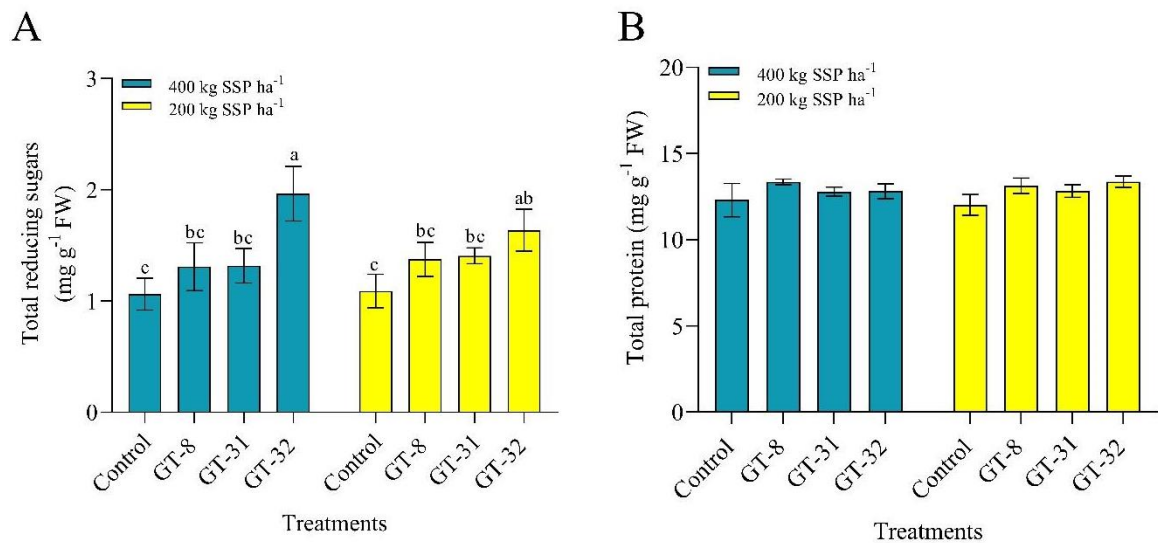 A
Total reducing sugars
(mg g⁻¹ FW)
3
2
1
0
400 kg SSP ha⁻¹
200 kg SSP ha⁻¹
c
bc
bc
a
c
bc
bc
ab
Control
GT-8
GT-31
GT-32
Control
GT-8
GT-31
GT-32
Treatments
B
Total protein (mg g⁻¹ FW)
20
15
10
5
0
400 kg SSP ha⁻¹
200 kg SSP ha⁻¹
Control
GT-8
GT-31
GT-32
Control
GT-8
GT-31
GT-32
Treatments